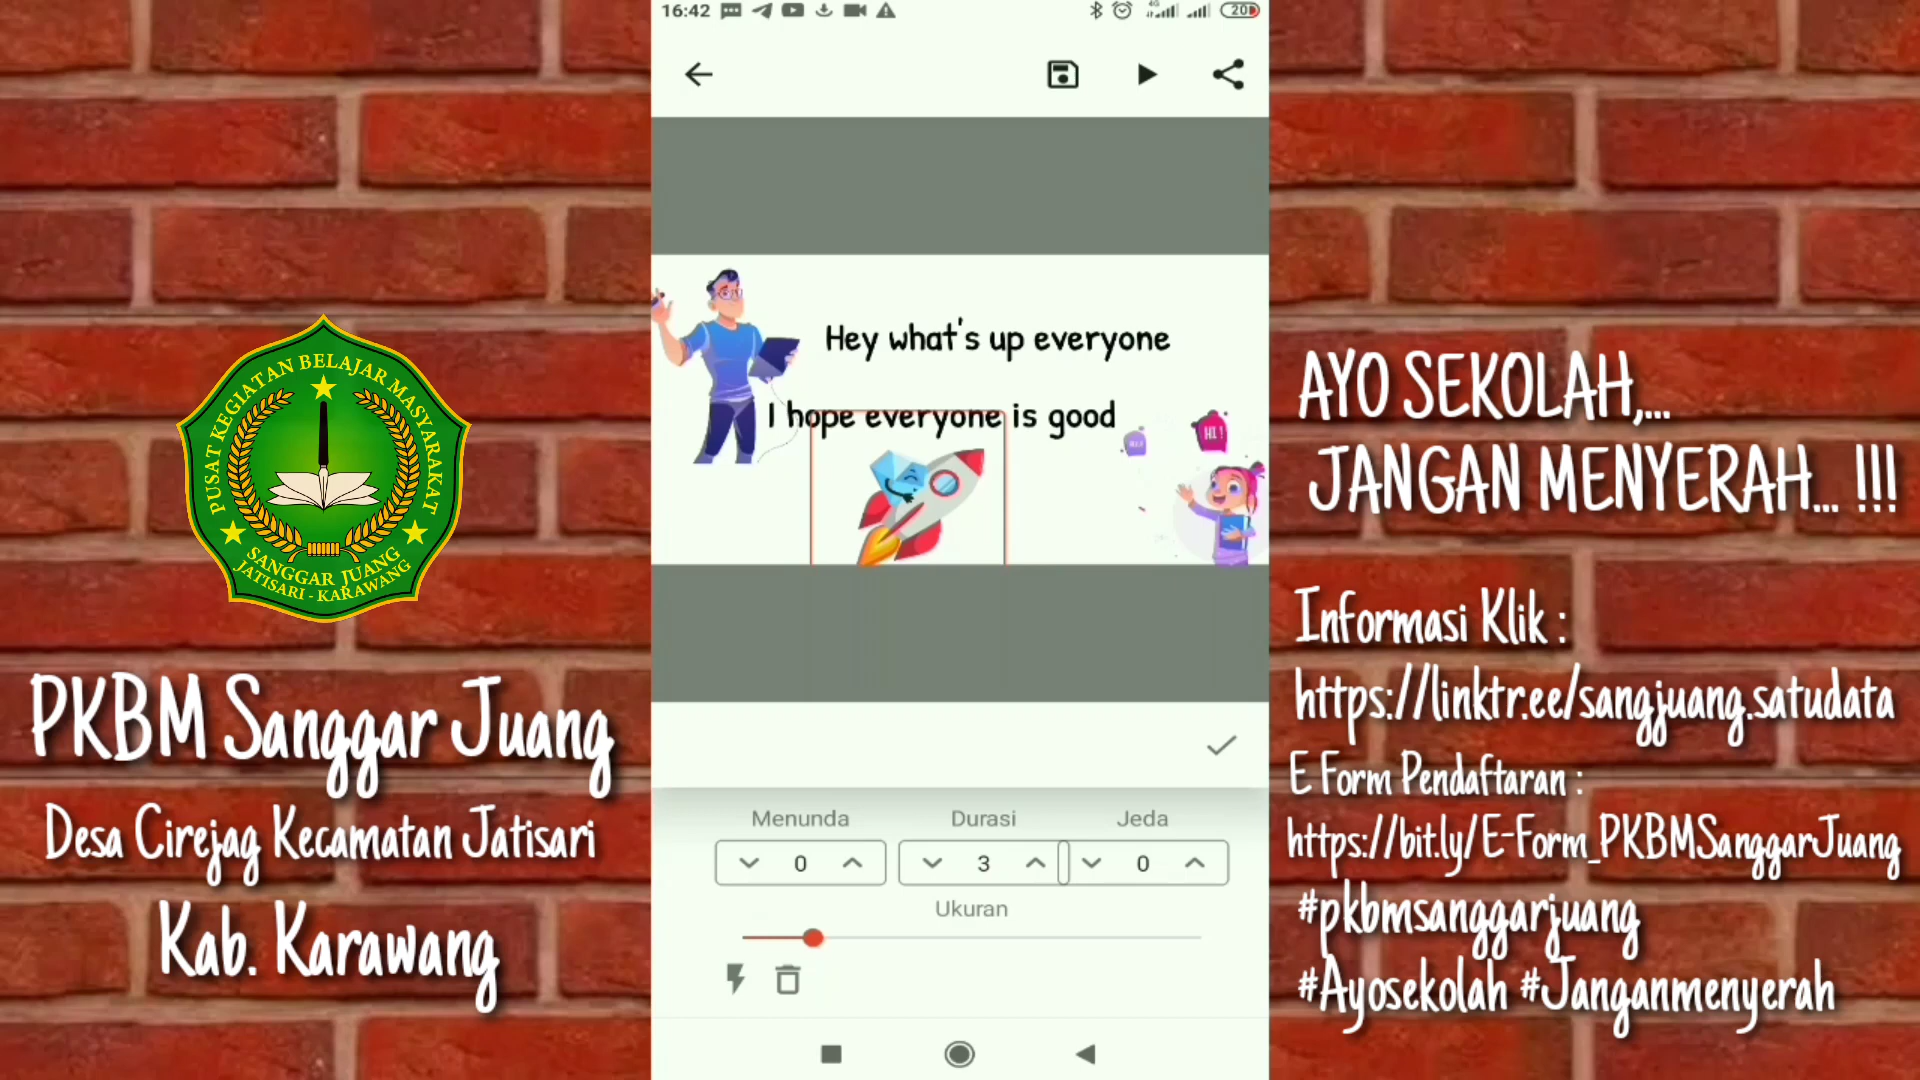 16:42
4G
20
Hey what's up everyone
I hope everyone is good
HI !
Menunda
Durasi
Jeda
0
3
0
Ukuran
PUSAT KEGIATAN BELAJAR MASYARAKAT
SANGGAR JUANG
JATISARI - KARAWANG
PKBM Sanggar Juang
Desa Cirejag Kecamatan Jatisari
Kab. Karawang
AYO SEKOLAH,...
JANGAN MENYERAH... !!!
Informasi Klik :
https://linktr.ee/sangjuang.satudata
E Form Pendaftaran :
https://bit.ly/E-Form_PKBMSanggarJuang
#pkbmsanggarjuang
#Ayosekolah #Janganmenyerah